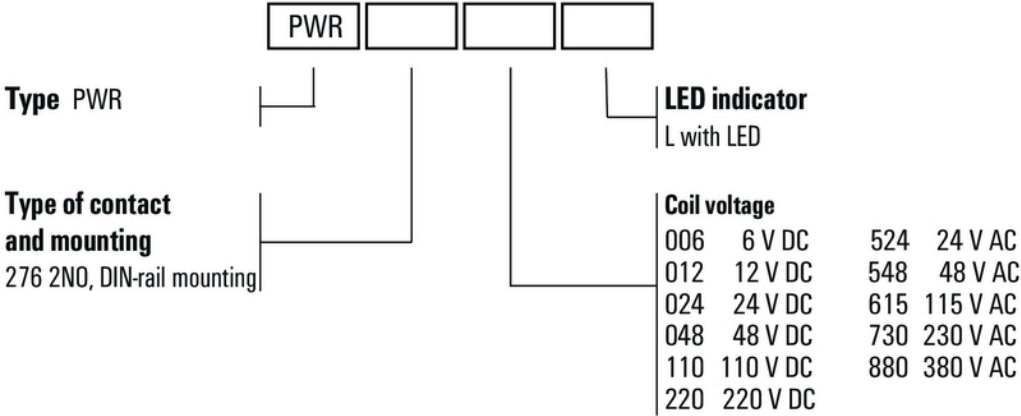 PWR
Type PWR
LED indicator
L with LED
Type of contact
and mounting
276 2NO, DIN-rail mounting
Coil voltage
006 6 V DC 524 24 V AC
012 12 V DC 548 48 V AC
024 24 V DC 615 115 V AC
048 48 V DC 730 230 V AC
110 110 V DC 880 380 V AC
220 220 V DC